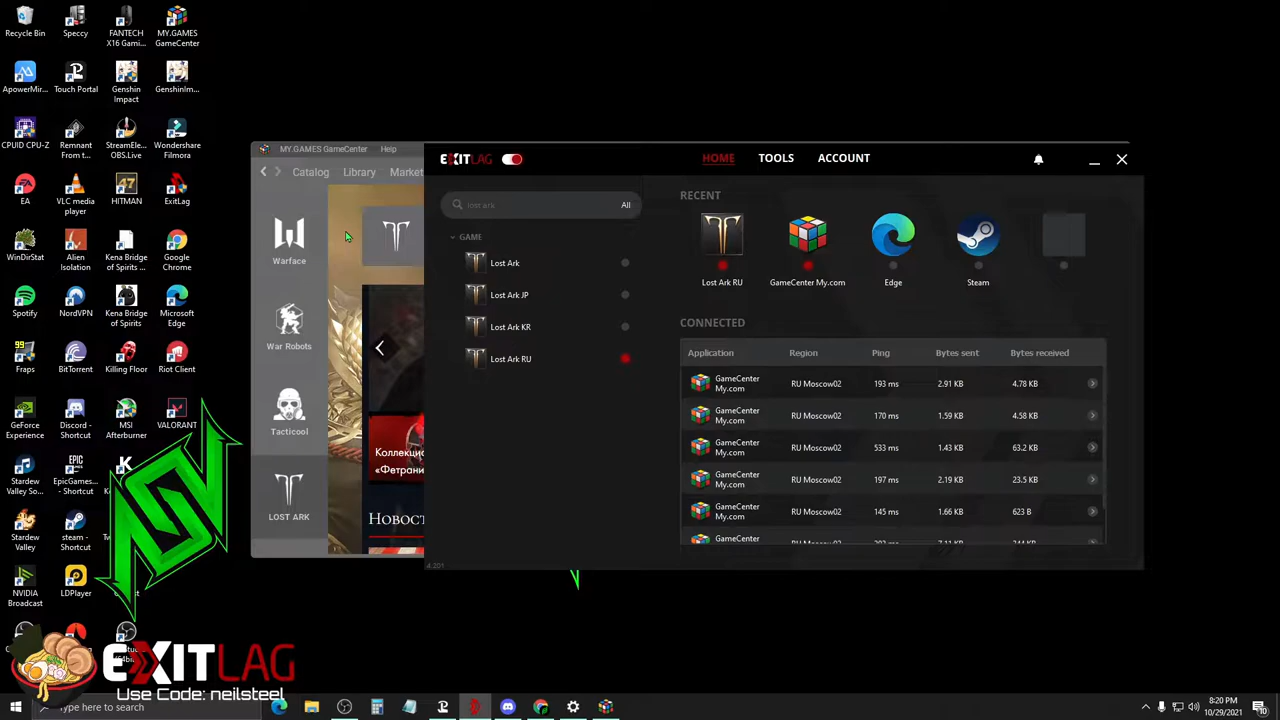 Recycle Bin
Speccy
FANTECH
X16 Gami...
MY.GAMES
GameCenter
ApowerMir...
Touch Portal
Genshin
Impact
GenshinIm...
CPUID CPU-Z
Remnant
From t...
StreamEle...
OBS.Live
Wondershare
Filmora
EA
VLC media
player
HITMAN
ExitLag
WinDirStat
Alien
Isolation
Kena Bridge
of Spirits ...
Google
Chrome
Spotify
NordVPN
Kena Bridge
of Spirits
Microsoft
Edge
99
Fraps
BitTorrent
Killing Floor
Riot Client
GeForce
Experience
Discord -
Shortcut
MSI
Afterburner
VALORANT
Stardew
Valley So...
EpicGames...
- Shortcut
Stardew
Valley
steam -
Shortcut
NVIDIA
Broadcast
LDPlayer
MY.GAMES GameCenter
Help
Catalog
Library
Market
Warface
War Robots
Tacticool
LOST ARK
Коллекци
«Фетрани
Новост
EXITLAG
HOME
TOOLS
ACCOUNT
lost ark
All
GAME
Lost Ark
Lost Ark JP
Lost Ark KR
Lost Ark RU
RECENT
Lost Ark RU
GameCenter My.com
Edge
Steam
CONNECTED
Application Region Ping Bytes sent Bytes received
GameCenter
My.com
RU Moscow02 193 ms 2.91 KB 4.78 KB
GameCenter
My.com
RU Moscow02 170 ms 1.59 KB 4.58 KB
GameCenter
My.com
RU Moscow02 533 ms 1.43 KB 63.2 KB
GameCenter
My.com
RU Moscow02 197 ms 2.19 KB 23.5 KB
GameCenter
My.com
RU Moscow02 145 ms 1.66 KB 623 B
GameCenter
4.201
EXITLAG
Use Code: neilsteel
Type here to search
8:20 PM
10/29/2021